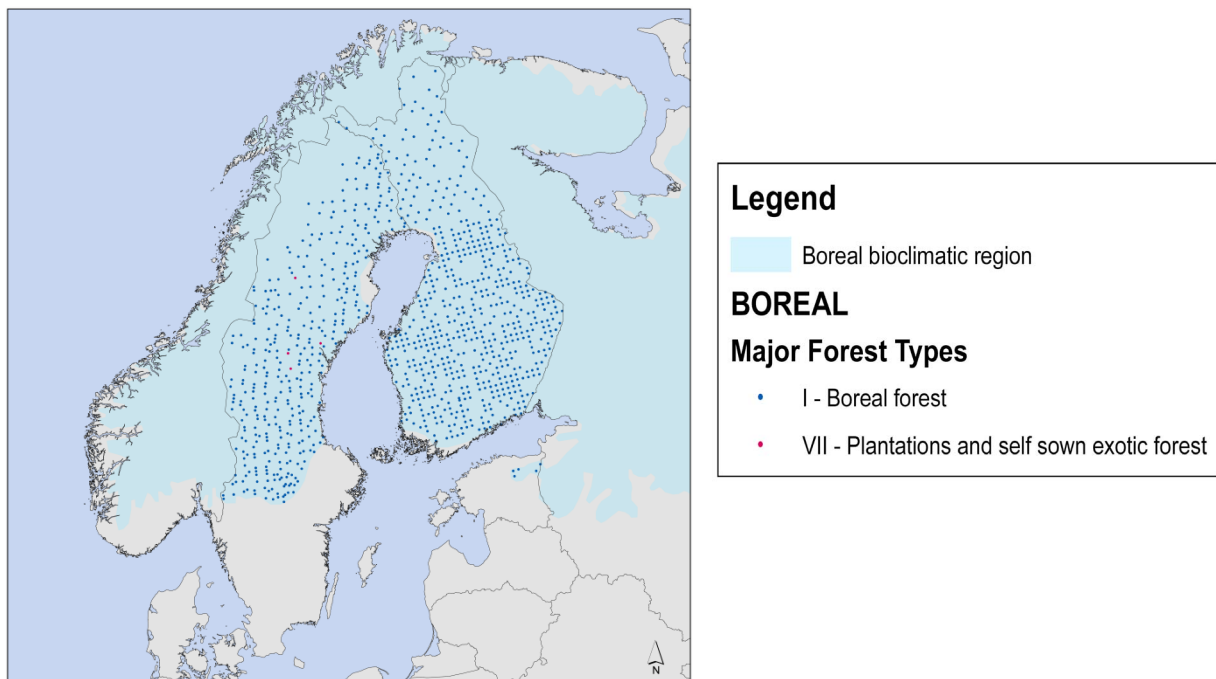 Legend
Boreal bioclimatic region
BOREAL
Major Forest Types
I - Boreal forest
VII - Plantations and self sown exotic forest
N